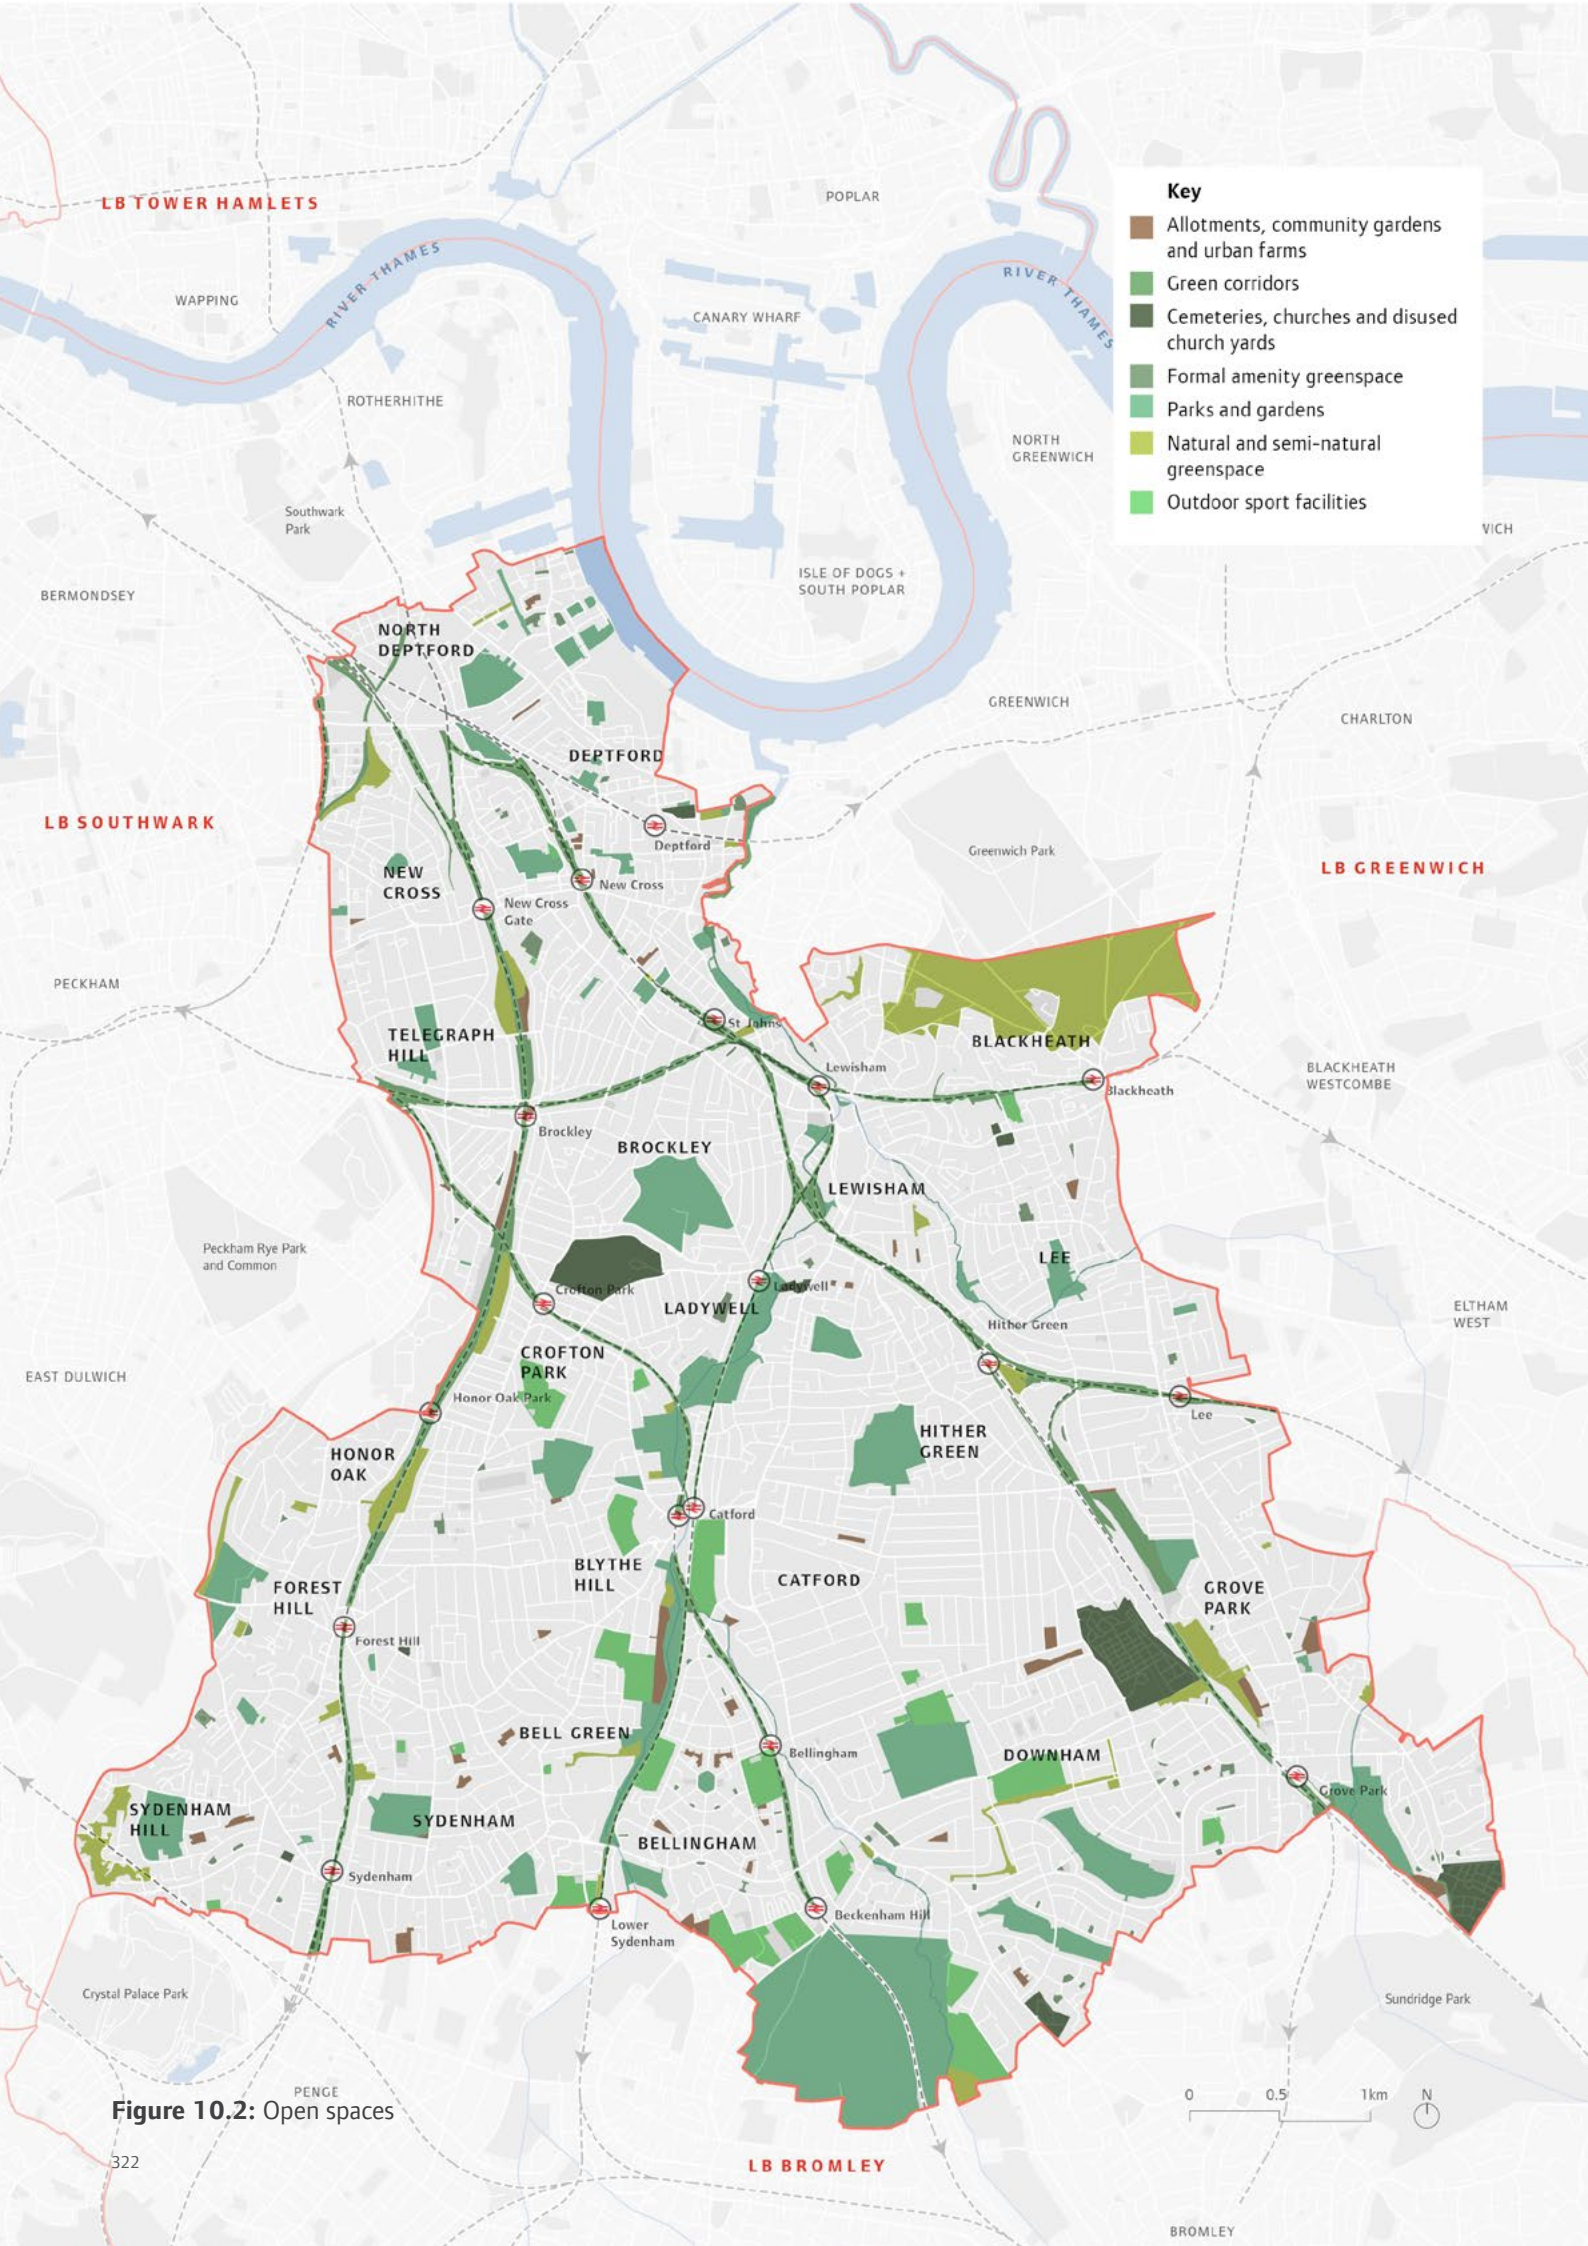 LB TOWER HAMLETS
POPLAR
Key
Allotments, community gardens
and urban farms
Green corridors
Cemeteries, churches and disused
church yards
Formal amenity greenspace
Parks and gardens
Natural and semi-natural
greenspace
Outdoor sport facilities
RIVER THAMES
RIVER THAMES
WAPPING
CANARY WHARF
ROTHERHITHE
NORTH
GREENWICH
Southwark
Park
WICH
ISLE OF DOGS +
SOUTH POPLAR
BERMONDSEY
NORTH
DEPTFORD
GREENWICH
CHARLTON
DEPTFORD
LB SOUTHWARK
Deptford
Greenwich Park
LB GREENWICH
NEW
CROSS
New Cross
New Cross
Gate
PECKHAM
TELEGRAPH
HILL
St Johns
BLACKHEATH
Lewisham
BLACKHEATH
WESTCOMBE
Blackheath
Brockley
BROCKLEY
LEWISHAM
Peckham Rye Park
and Common
LEE
Crofton Park
Ladywell
LADYWELL
ELTHAM
WEST
Hither Green
CROFTON
PARK
EAST DULWICH
Honor Oak Park
Lee
HONOR
OAK
HITHER
GREEN
Catford
BLYTHE
HILL
CATFORD
FOREST
HILL
GROVE
PARK
Forest Hill
BELL GREEN
Bellingham
DOWNHAM
Grove Park
SYDENHAM
HILL
SYDENHAM
BELLINGHAM
Sydenham
Beckenham Hill
Lower
Sydenham
Crystal Palace Park
Sundridge Park
PENGE
0 0.5 1km N
Figure 10.2: Open spaces
322
LB BROMLEY
BROMLEY